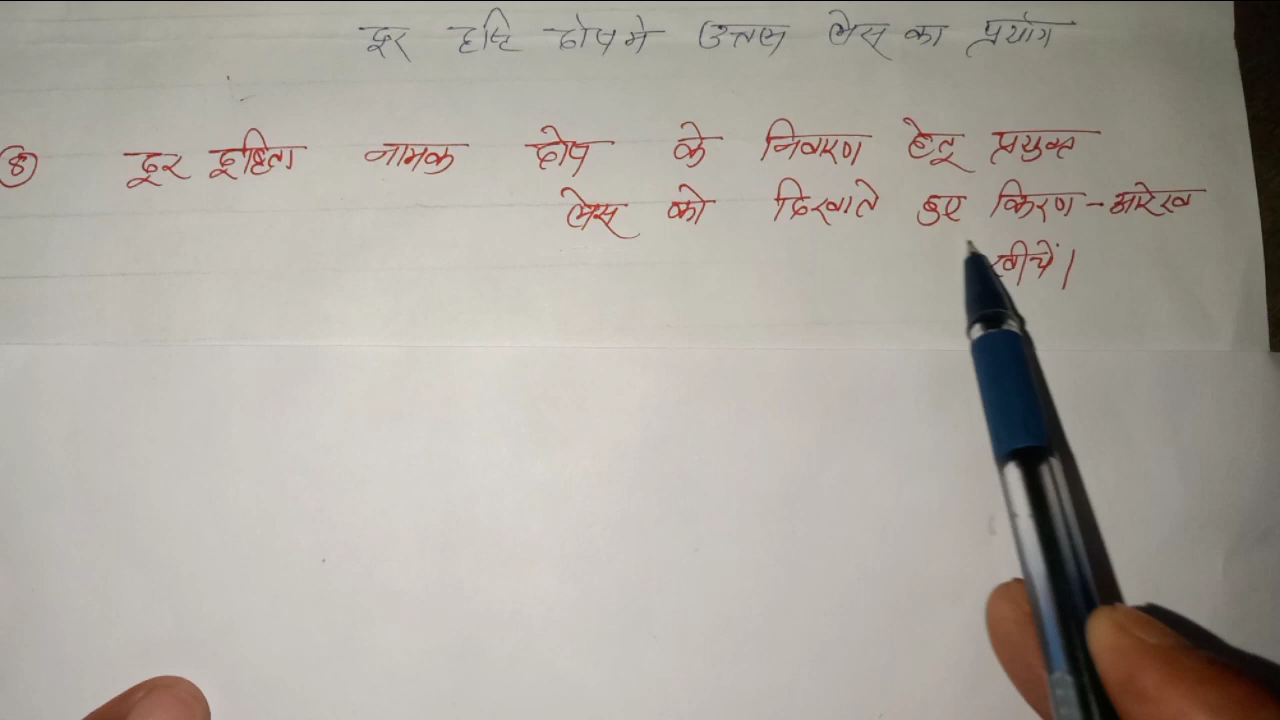 दूर दृष्टि दोष मे उत्तल लेंस का प्रयोग
8 दूर दृष्टिता नामक दोष के निवारण हेतू प्रयुक्त
लेंस को दिखाते हुए किरण-आरेख
खीचें।